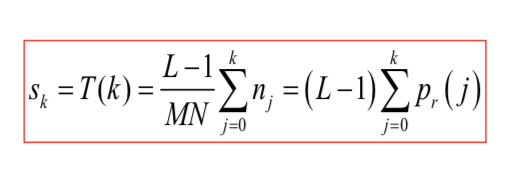 s_k = T(k) = \frac{L-1}{MN} \sum_{j=0}^{k} n_j = (L-1) \sum_{j=0}^{k} p_r(j)